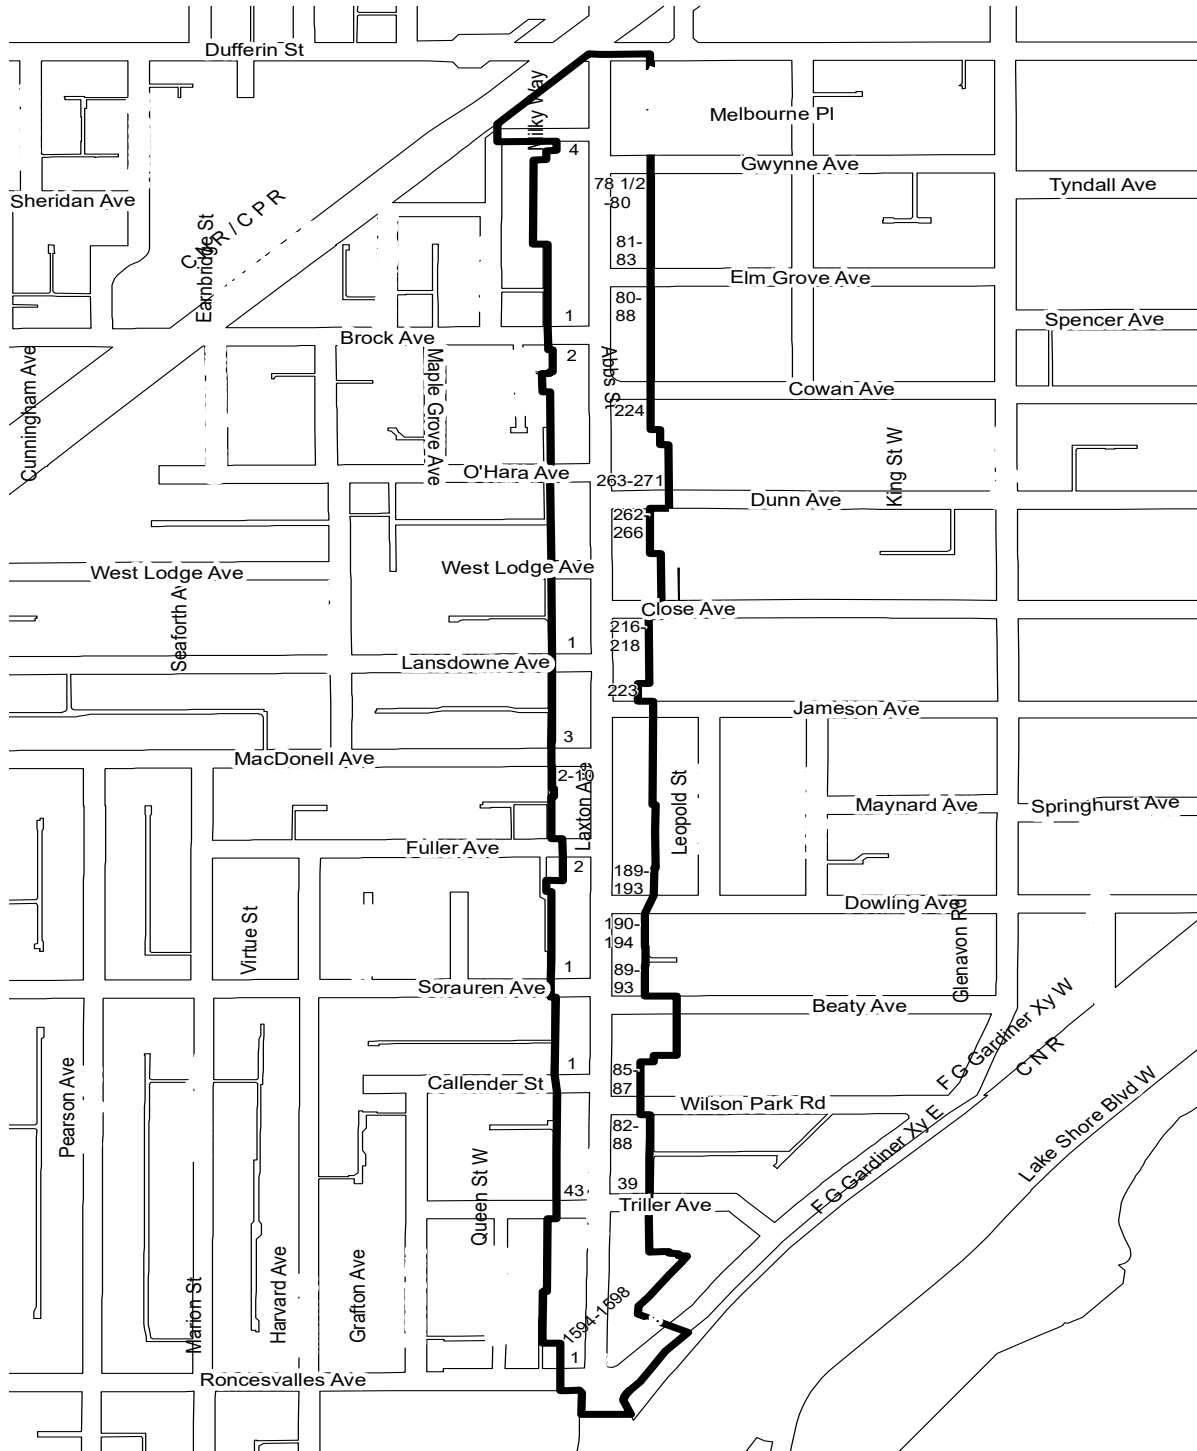 Dufferin St
Milky Way
Melbourne Pl
4
Gwynne Ave
78 1/2
-80
Tyndall Ave
Sheridan Ave
CNR/CPR
Earnbridge St
81-
83
Elm Grove Ave
80-
88
1
Spencer Ave
Brock Ave
Cunningham Ave
Maple Grove Ave
2
Abbs St
Cowan Ave
224
King St W
O'Hara Ave
263-271
Dunn Ave
262-
266
West Lodge Ave
West Lodge Ave
Seaforth Av
Close Ave
216-
218
1
Lansdowne Ave
223
Jameson Ave
3
MacDonell Ave
2-10
Laxton Ave
Leopold St
Maynard Ave
Springhurst Ave
Fuller Ave
2
189-
193
Dowling Ave
Virtue St
190-
194
Glenavon Rd
1
89-
93
Sorauren Ave
Beaty Ave
F G Gardiner Xy W
C N R
Pearson Ave
1
85-
87
Callender St
Wilson Park Rd
Lake Shore Blvd W
82-
88
F G Gardiner Xy E
Queen St W
43
39
Triller Ave
Marion St
Harvard Ave
Grafton Ave
1594-1598
1
Roncesvalles Ave